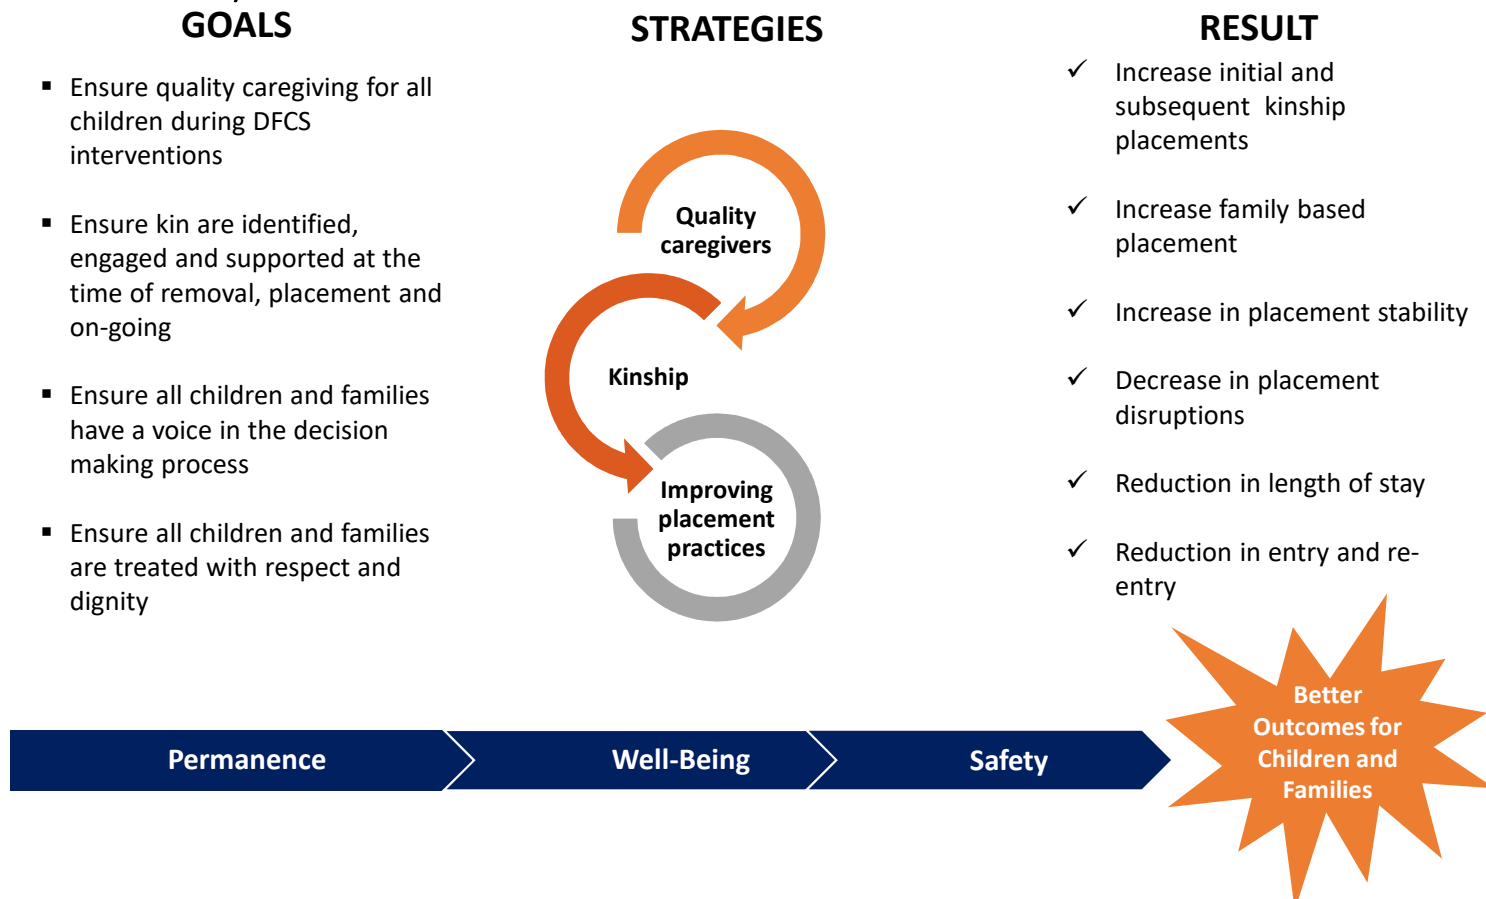 GOALS
▪ Ensure quality caregiving for all
children during DFCS
interventions
▪ Ensure kin are identified,
engaged and supported at the
time of removal, placement and
on-going
▪ Ensure all children and families
have a voice in the decision
making process
▪ Ensure all children and families
are treated with respect and
dignity
STRATEGIES
Quality
caregivers
Kinship
Improving
placement
practices
RESULT
✓ Increase initial and
subsequent kinship
placements
✓ Increase family based
placement
✓ Increase in placement stability
✓ Decrease in placement
disruptions
✓ Reduction in length of stay
✓ Reduction in entry and re-
entry
Permanence
Well-Being
Safety
Better
Outcomes for
Children and
Families